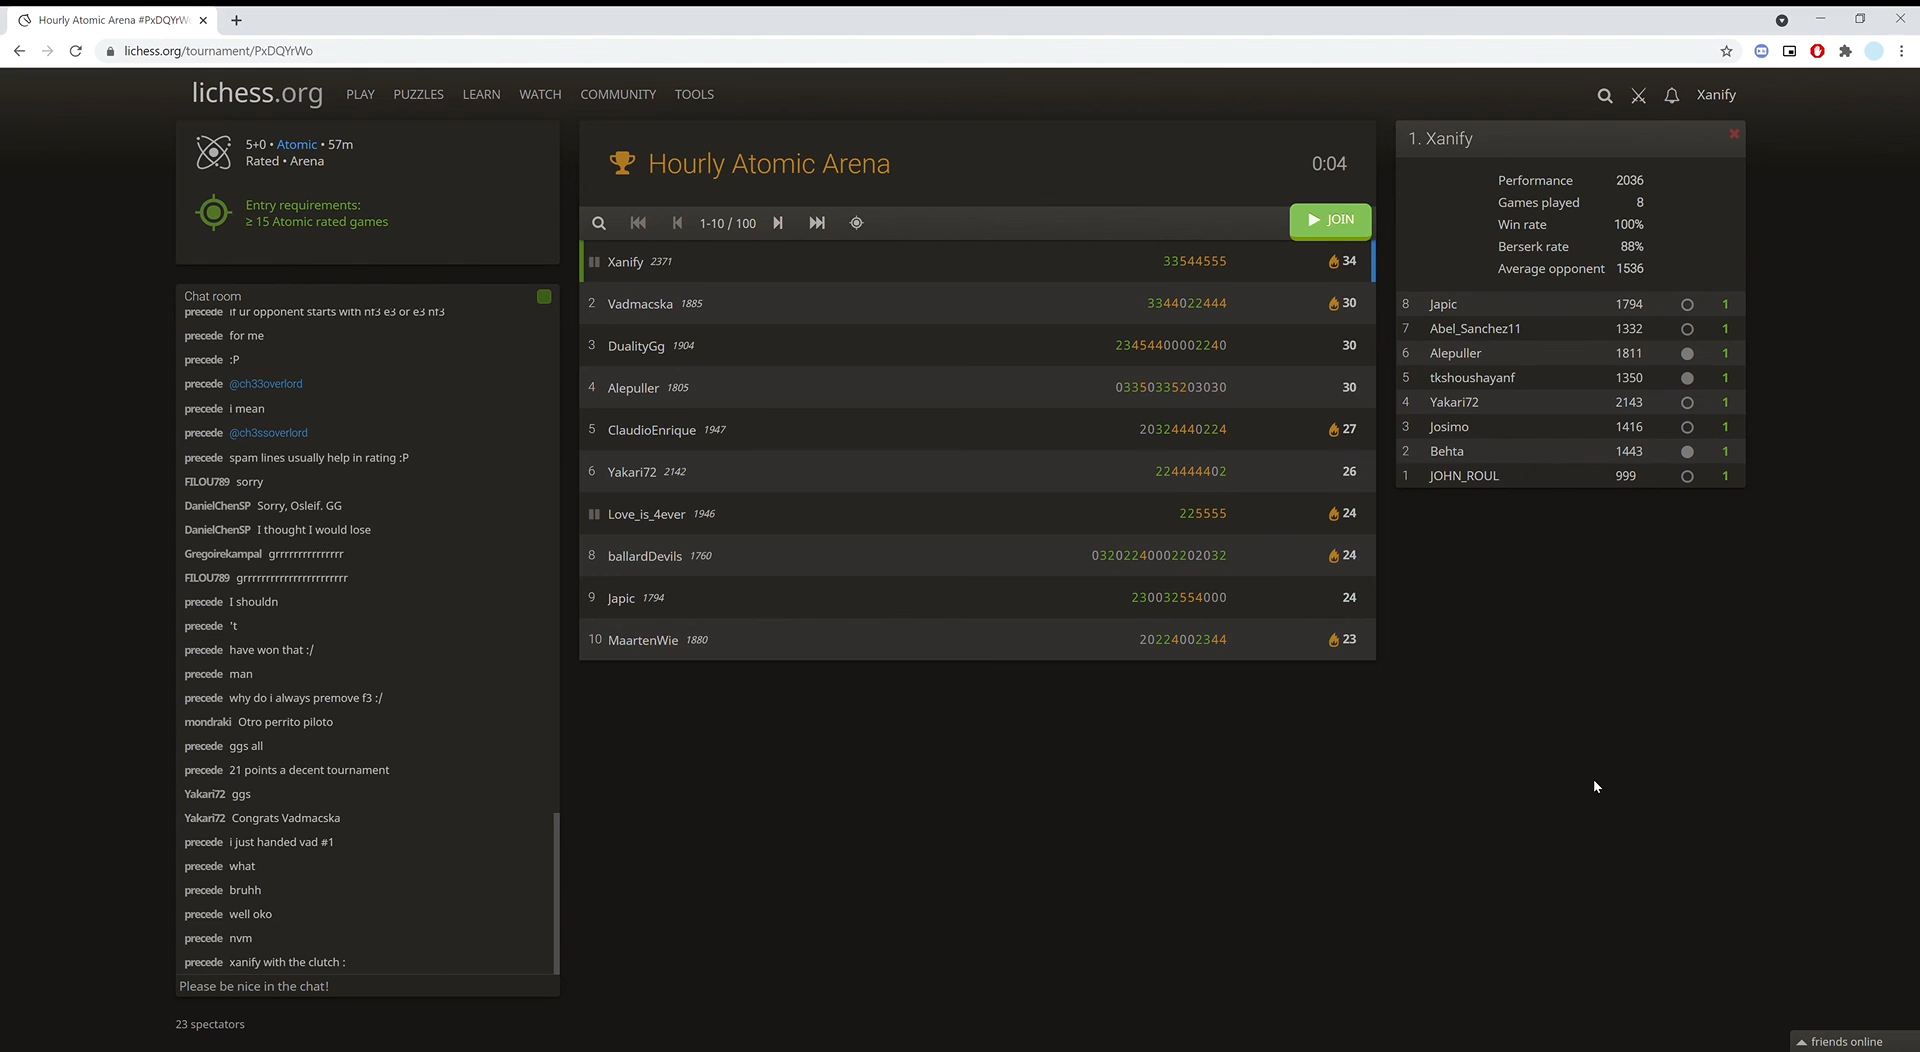 Hourly Atomic Arena #PxDQYrW
lichess.org/tournament/PxDQYrWo
lichess.org PLAY PUZZLES LEARN WATCH COMMUNITY TOOLS Xanify
5+0 • Atomic • 57m
Rated • Arena
Entry requirements:
≥ 15 Atomic rated games
Chat room
precede if ur opponent starts with nf3 e3 or e3 nf3
precede for me
precede :P
precede @ch33overlord
precede i mean
precede @ch3ssoverlord
precede spam lines usually help in rating :P
FILOU789 sorry
DanielChenSP Sorry, Osleif. GG
DanielChenSP I thought I would lose
Gregoirekampal grrrrrrrrrrrrrr
FILOU789 grrrrrrrrrrrrrrrrrrrrrr
precede I shouldn
precede 't
precede have won that :/
precede man
precede why do i always premove f3 :/
mondraki Otro perrito piloto
precede ggs all
precede 21 points a decent tournament
Yakari72 ggs
Yakari72 Congrats Vadmacska
precede i just handed vad #1
precede what
precede bruhh
precede well oko
precede nvm
precede xanify with the clutch :
Please be nice in the chat!
23 spectators
Hourly Atomic Arena 0:04
1-10 / 100 JOIN
Xanify 2371 33544555 34
2 Vadmacska 1885 3344022444 30
3 DualityGg 1904 23454400002240 30
4 Alepuller 1805 03350335203030 30
5 ClaudioEnrique 1947 20324440224 27
6 Yakari72 2142 224444402 26
Love_is_4ever 1946 225555 24
8 ballardDevils 1760 03202240002202032 24
9 Japic 1794 230032554000 24
10 MaartenWie 1880 20224002344 23
1. Xanify
Performance 2036
Games played 8
Win rate 100%
Berserk rate 88%
Average opponent 1536
8 Japic 1794 1
7 Abel_Sanchez11 1332 1
6 Alepuller 1811 1
5 tkshoushayanf 1350 1
4 Yakari72 2143 1
3 Josimo 1416 1
2 Behta 1443 1
1 JOHN_ROUL 999 1
friends online